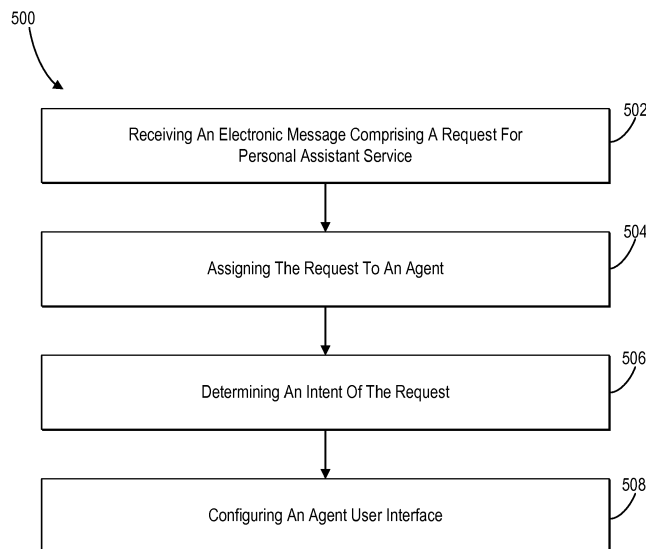 500
502
Receiving An Electronic Message Comprising A Request For
Personal Assistant Service
504
Assigning The Request To An Agent
506
Determining An Intent Of The Request
508
Configuring An Agent User Interface